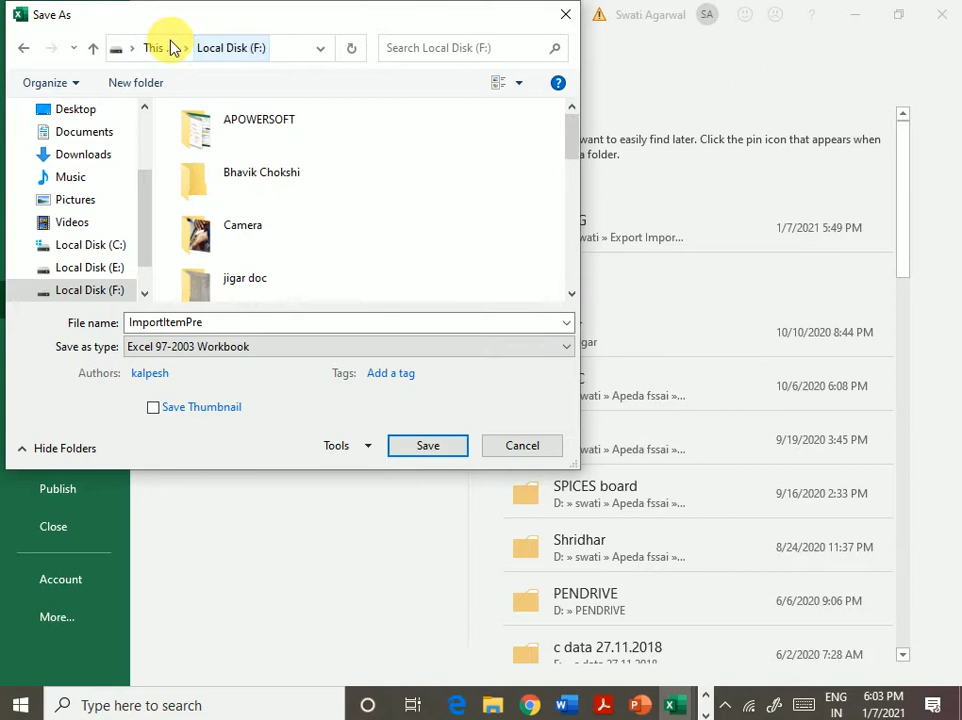 Save As
Swati Agarwal
SA
?
This ...
Local Disk (F:)
Search Local Disk (F:)
Organize
New folder
?
Desktop
Documents
Downloads
Music
Pictures
Videos
Local Disk (C:)
Local Disk (E:)
Local Disk (F:)
APOWERSOFT
Bhavik Chokshi
Camera
jigar doc
File name:
ImportItemPre
Save as type:
Excel 97-2003 Workbook
Authors:
kalpesh
Tags:
Add a tag
Save Thumbnail
Hide Folders
Tools
Save
Cancel
want to easily find later. Click the pin icon that appears when
a folder.
G
wati » Export Impor...
1/7/2021 5:49 PM
gar
10/10/2020 8:44 PM
C
wati » Apeda fssai »...
10/6/2020 6:08 PM
wati » Apeda fssai »...
9/19/2020 3:45 PM
SPICES board
D: » swati » Apeda fssai »...
9/16/2020 2:33 PM
Shridhar
D: » swati » Apeda fssai »...
8/24/2020 11:37 PM
PENDRIVE
D: » PENDRIVE
6/6/2020 9:06 PM
c data 27.11.2018
6/2/2020 7:28 AM
Publish
Close
Account
More...
Type here to search
ENG
IN
6:03 PM
1/7/2021